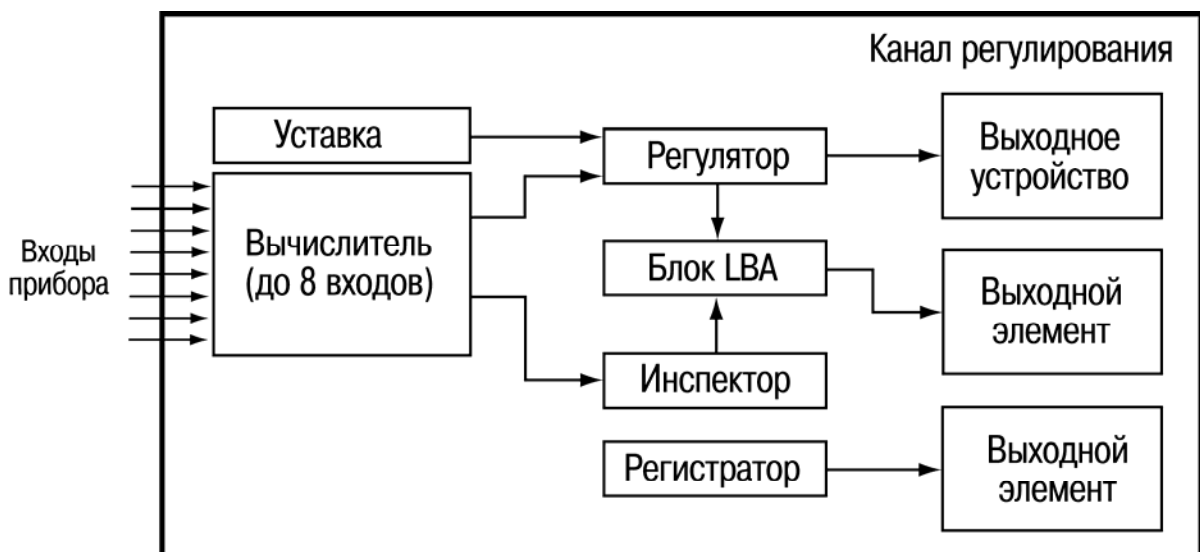 Канал регулирования
Уставка
Регулятор
Выходное
устройство
Входы
прибора
Вычислитель
(до 8 входов)
Блок LBA
Выходной
элемент
Инспектор
Регистратор
Выходной
элемент